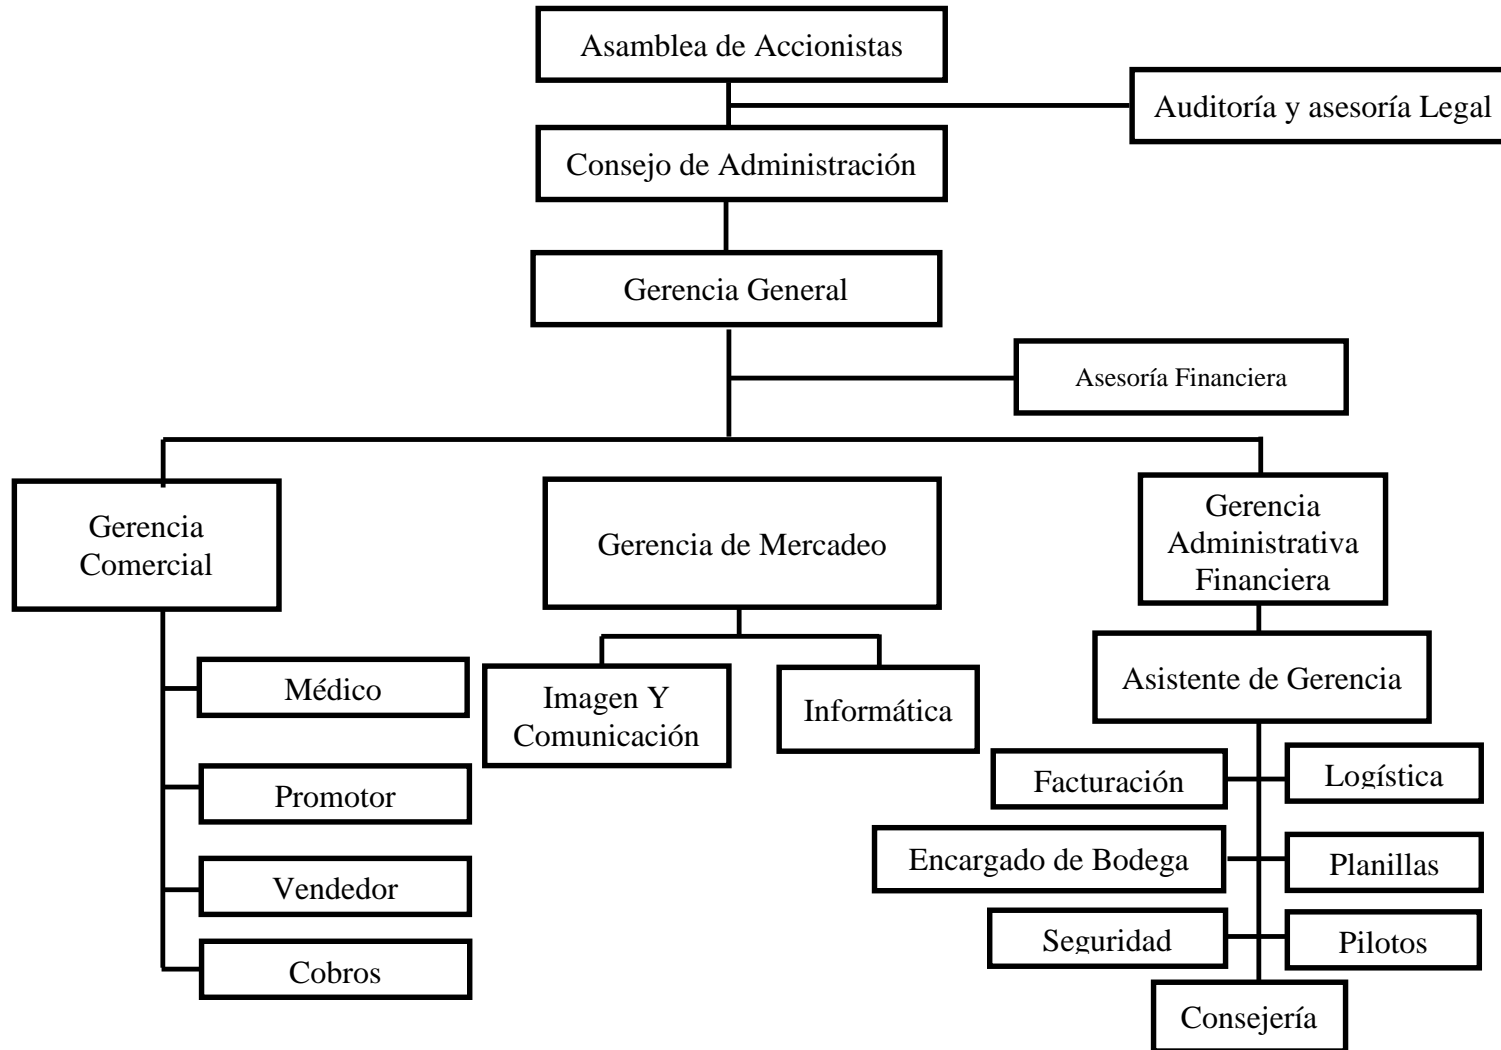 Asamblea de Accionistas
Auditoría y asesoría Legal
Consejo de Administración
Gerencia General
Asesoría Financiera
Gerencia
Comercial
Gerencia de Mercadeo
Gerencia
Administrativa
Financiera
Médico
Promotor
Vendedor
Cobros
Imagen Y
Comunicación
Informática
Asistente de Gerencia
Facturación
Logística
Encargado de Bodega
Planillas
Seguridad
Pilotos
Consejería